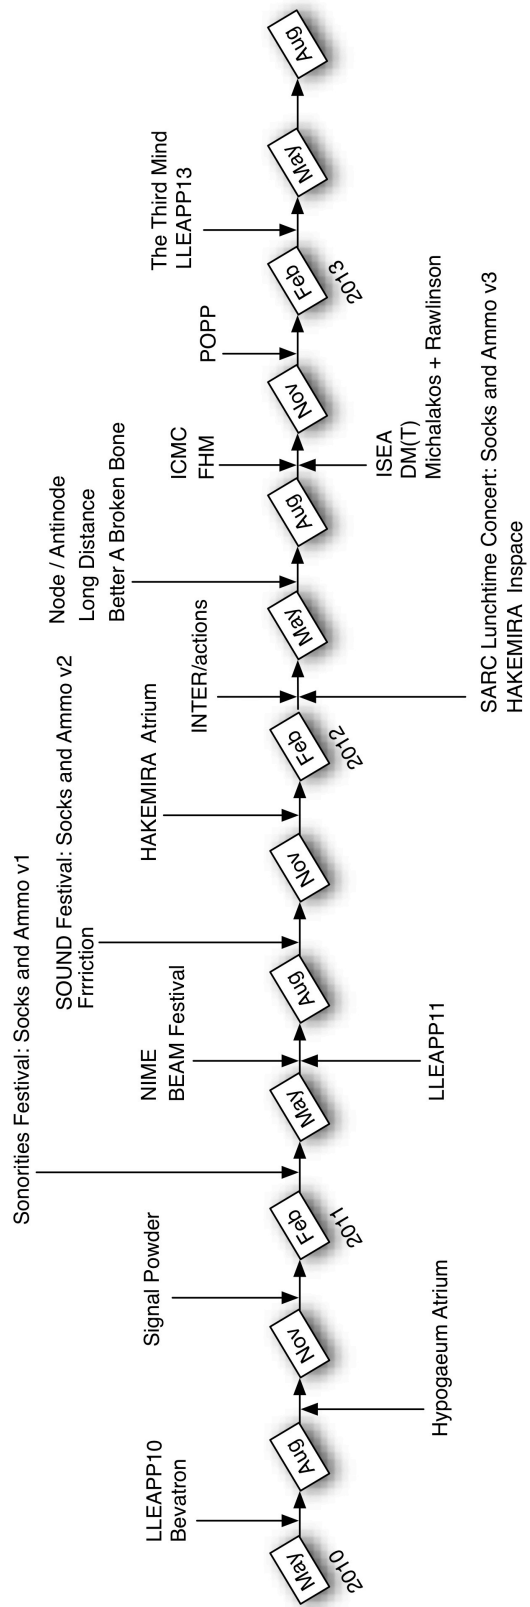 LLEAPP10
Bevatron
Signal Powder
Sonorities Festival: Socks and Ammo v1
NIME
BEAM Festival
SOUND Festival: Socks and Ammo v2
Frrriction
HAKEMIRA Atrium
INTER/actions
Node / Antinode
Long Distance
Better A Broken Bone
ICMC
FHM
POPP
The Third Mind
LLEAPP13
May
2010
Aug
Nov
Feb
2011
May
Aug
Nov
Feb
2012
May
Aug
Nov
Feb
2013
May
Aug
Hypogaeum Atrium
LLEAPP11
SARC Lunchtime Concert: Socks and Ammo v3
HAKEMIRA Inspace
ISEA
DM(T)
Michalakos + Rawlinson